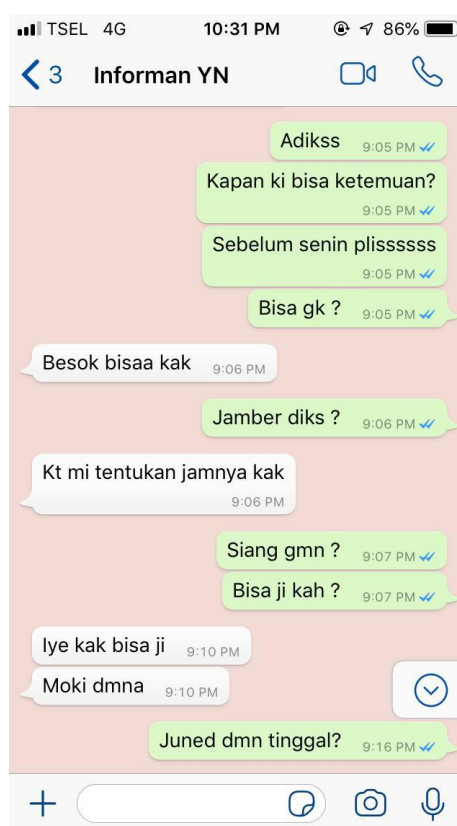 TSEL 4G 10:31 PM 86%
3 Informan YN
Adikss 9:05 PM
Kapan ki bisa ketemuan?
9:05 PM
Sebelum senin plissssss
9:05 PM
Bisa gk ? 9:05 PM
Besok bisaa kak 9:06 PM
Jamber diks ? 9:06 PM
Kt mi tentukan jamnya kak
9:06 PM
Siang gmn ? 9:07 PM
Bisa ji kah ? 9:07 PM
Iye kak bisa ji 9:10 PM
Moki dmna 9:10 PM
Juned dmn tinggal? 9:16 PM